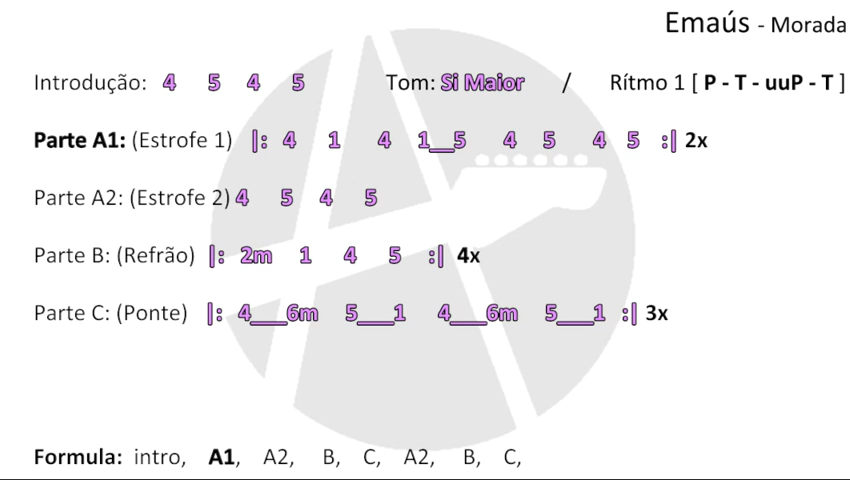 Emaús - Morada
Introdução: 4 5 4 5 Tom: Si Maior / Rítmo 1 [ P - T - uuP - T ]
Parte A1: (Estrofe 1) |: 4 1 4 1__5 4 5 4 5 :| 2x
Parte A2: (Estrofe 2) 4 5 4 5
Parte B: (Refrão) |: 2m 1 4 5 :| 4x
Parte C: (Ponte) |: 4___6m 5___1 4___6m 5___1 :| 3x
Formula: intro, A1, A2, B, C, A2, B, C,